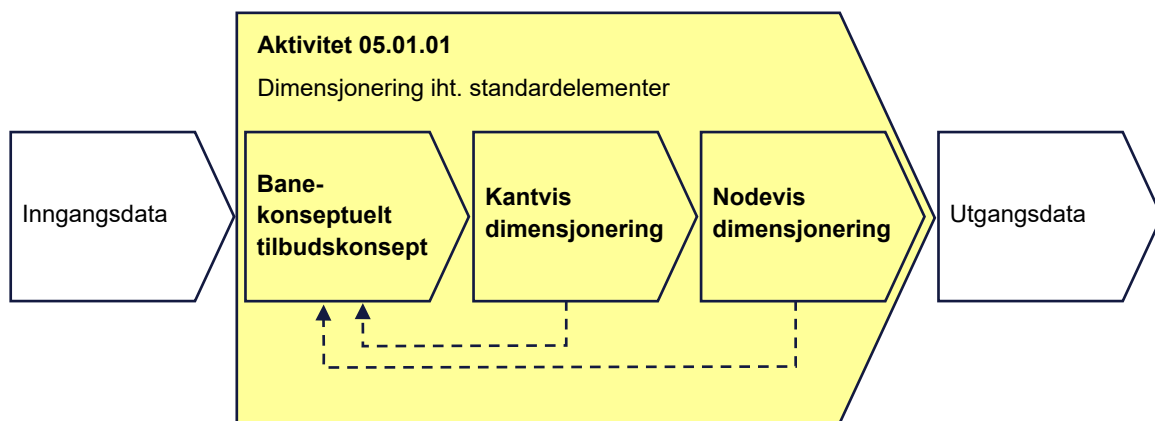 Aktivitet 05.01.01
Dimensjonering iht. standardelementer
Inngangsdata
Bane-
konseptuelt
tilbudskonsept
Kantvis
dimensjonering
Nodevis
dimensjonering
Utgangsdata